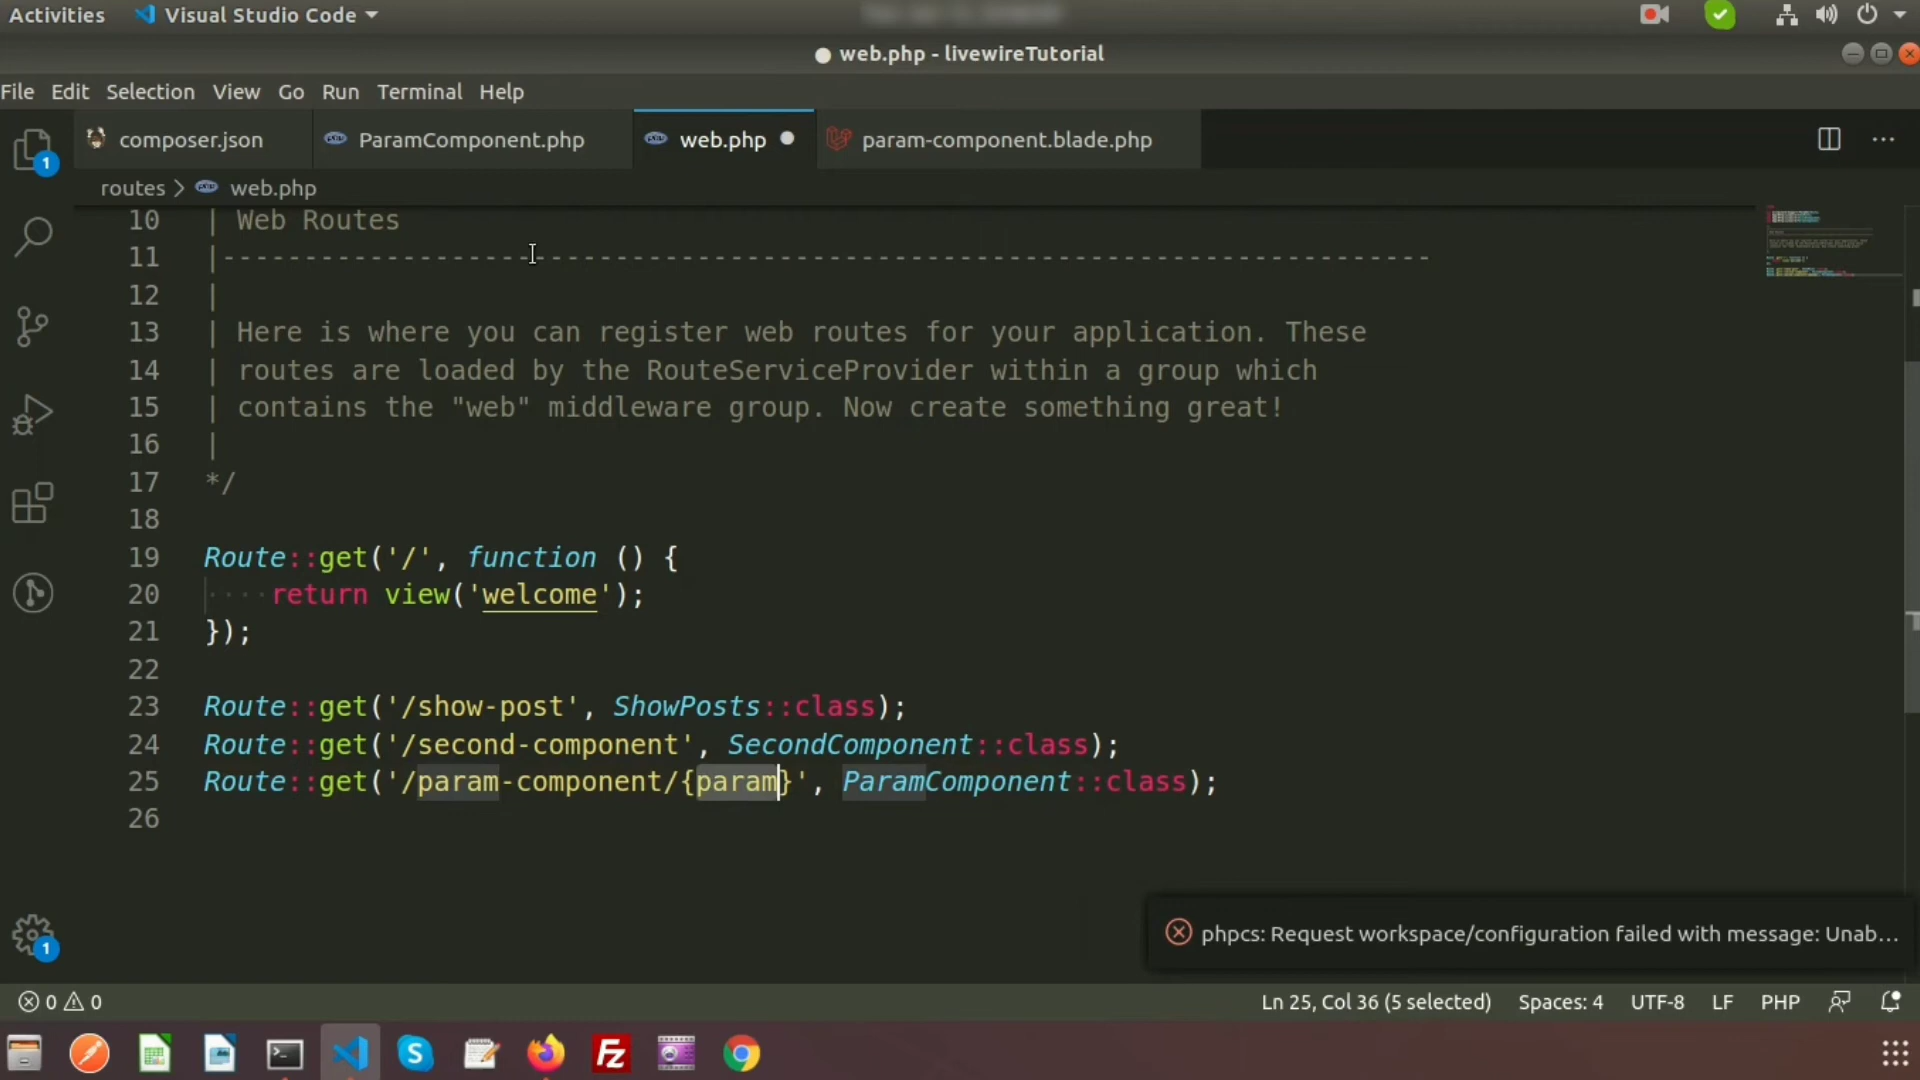 Activities Visual Studio Code
web.php - livewireTutorial
File Edit Selection View Go Run Terminal Help
composer.json ParamComponent.php web.php param-component.blade.php
routes > web.php
10 | Web Routes
11 |--------------------------------------------------------------------------
12 |
13 | Here is where you can register web routes for your application. These
14 | routes are loaded by the RouteServiceProvider within a group which
15 | contains the "web" middleware group. Now create something great!
16 |
17 */
18
19 Route::get('/', function () {
20 ····return view('welcome');
21 });
22
23 Route::get('/show-post', ShowPosts::class);
24 Route::get('/second-component', SecondComponent::class);
25 Route::get('/param-component/{param}', ParamComponent::class);
26
phpcs: Request workspace/configuration failed with message: Unab...
0 0 Ln 25, Col 36 (5 selected) Spaces: 4 UTF-8 LF PHP